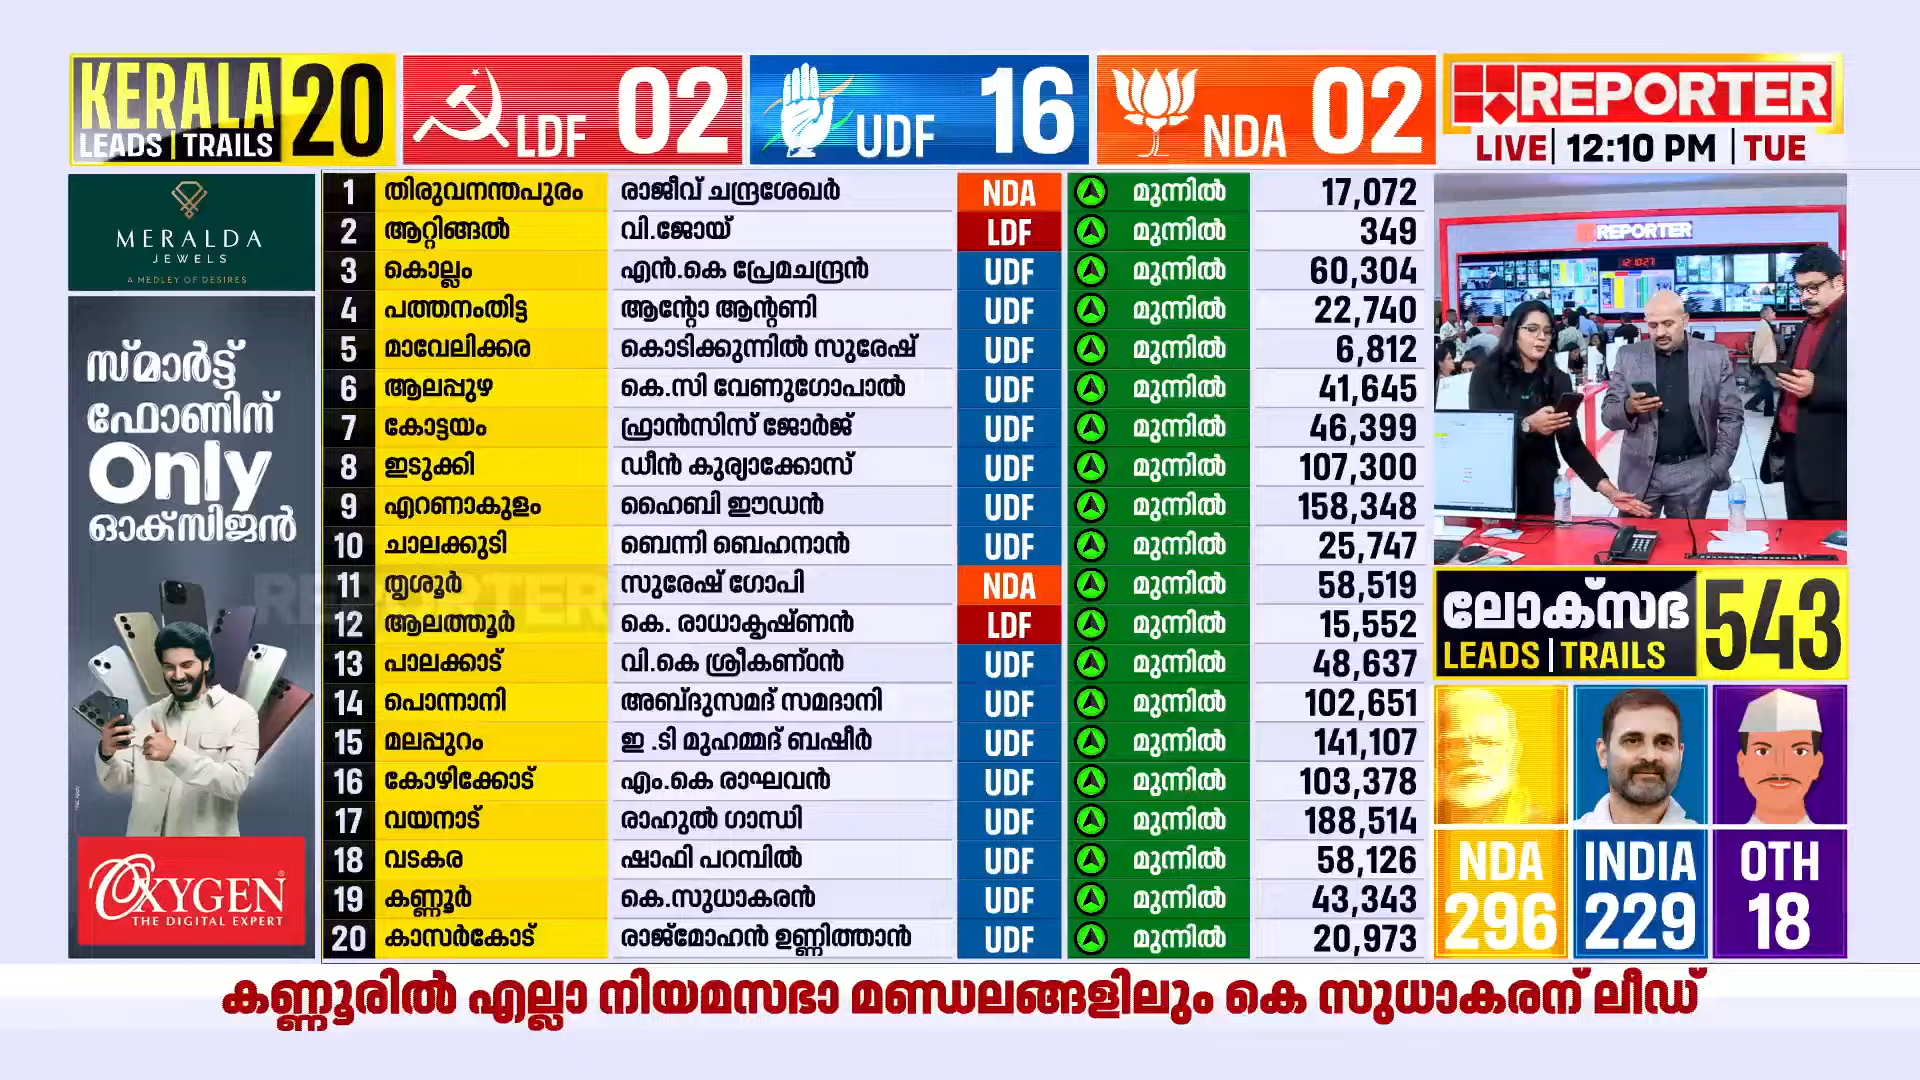 KERALA
LEADS | TRAILS
20
LDF 02
UDF 16
NDA 02
REPORTER
LIVE | 12:10 PM | TUE
MERALDA
JEWELS
A MEDLEY OF DESIRES
സ്മാർട്ട്
ഫോണിന്
Only
ഓക്സിജൻ
OXYGEN
THE DIGITAL EXPERT
1 തിരുവനന്തപുരം രാജീവ് ചന്ദ്രശേഖർ NDA മുന്നിൽ 17,072
2 ആറ്റിങ്ങൽ വി.ജോയ് LDF മുന്നിൽ 349
3 കൊല്ലം എൻ.കെ പ്രേമചന്ദ്രൻ UDF മുന്നിൽ 60,304
4 പത്തനംതിട്ട ആന്റോ ആന്റണി UDF മുന്നിൽ 22,740
5 മാവേലിക്കര കൊടിക്കുന്നിൽ സുരേഷ് UDF മുന്നിൽ 6,812
6 ആലപ്പുഴ കെ.സി വേണുഗോപാൽ UDF മുന്നിൽ 41,645
7 കോട്ടയം ഫ്രാൻസിസ് ജോർജ് UDF മുന്നിൽ 46,399
8 ഇടുക്കി ഡീൻ കുര്യാക്കോസ് UDF മുന്നിൽ 107,300
9 എറണാകുളം ഹൈബി ഈഡൻ UDF മുന്നിൽ 158,348
10 ചാലക്കുടി ബെന്നി ബെഹനാൻ UDF മുന്നിൽ 25,747
11 തൃശൂർ സുരേഷ് ഗോപി NDA മുന്നിൽ 58,519
12 ആലത്തൂർ കെ. രാധാകൃഷ്ണൻ LDF മുന്നിൽ 15,552
13 പാലക്കാട് വി.കെ ശ്രീകണ്ഠൻ UDF മുന്നിൽ 48,637
14 പൊന്നാനി അബ്ദുസമദ് സമദാനി UDF മുന്നിൽ 102,651
15 മലപ്പുറം ഇ .ടി മുഹമ്മദ് ബഷീർ UDF മുന്നിൽ 141,107
16 കോഴിക്കോട് എം.കെ രാഘവൻ UDF മുന്നിൽ 103,378
17 വയനാട് രാഹുൽ ഗാന്ധി UDF മുന്നിൽ 188,514
18 വടകര ഷാഫി പറമ്പിൽ UDF മുന്നിൽ 58,126
19 കണ്ണൂർ കെ.സുധാകരൻ UDF മുന്നിൽ 43,343
20 കാസർകോട് രാജ്മോഹൻ ഉണ്ണിത്താൻ UDF മുന്നിൽ 20,973
REPORTER
REPORTER
12:10:27
ലോക്സഭ
LEADS | TRAILS
543
NDA
296
INDIA
229
OTH
18
കണ്ണൂരിൽ എല്ലാ നിയമസഭാ മണ്ഡലങ്ങളിലും കെ സുധാകരന് ലീഡ്